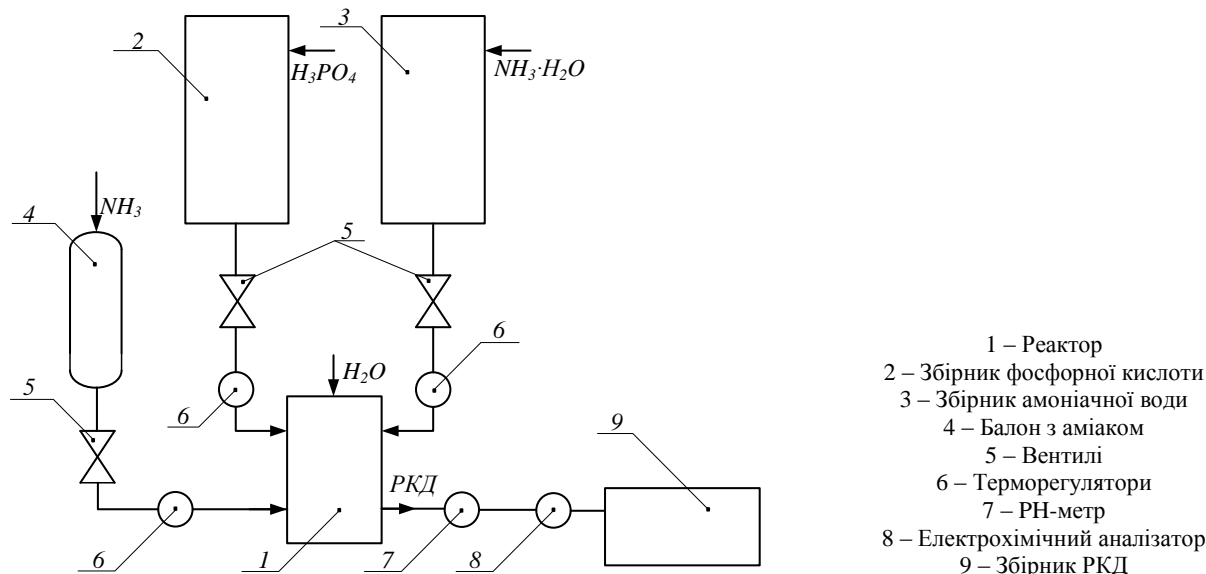 3
2
H₃PO₄
NH₃·H₂O
NH₃
4
5
6
H₂O
5
6
9
РКД
6
1
7
8
1 – Реактор
2 – Збірник фосфорної кислоти
3 – Збірник амоніачної води
4 – Балон з аміаком
5 – Вентилі
6 – Терморегулятори
7 – РН-метр
8 – Електрохімічний аналізатор
9 – Збірник РКД